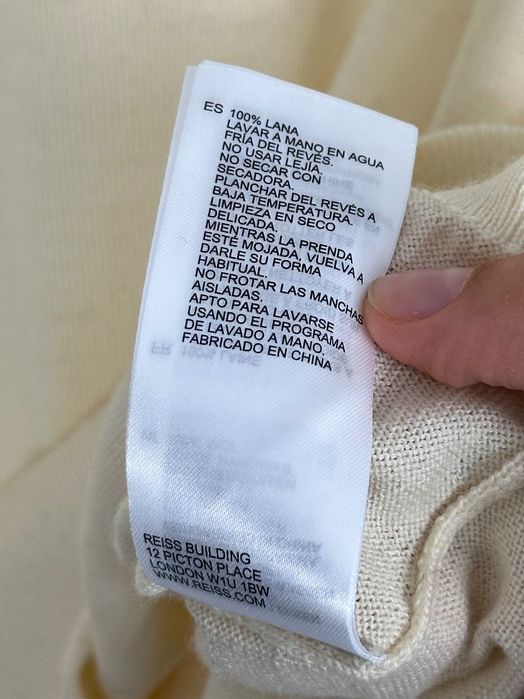 ES 100% LANA
LAVAR A MANO EN AGUA
FRÍA DEL REVÉS.
NO USAR LEJÍA.
NO SECAR CON
SECADORA.
PLANCHAR DEL REVÉS A
BAJA TEMPERATURA.
LIMPIEZA EN SECO
DELICADA.
MIENTRAS LA PRENDA
ESTÉ MOJADA, VUELVA A
DARLE SU FORMA
HABITUAL.
NO FROTAR LAS MANCHAS
AISLADAS.
APTO PARA LAVARSE
USANDO EL PROGRAMA
DE LAVADO A MANO.
FABRICADO EN CHINA
FR 100% LAINE
REISS BUILDING
12 PICTON PLACE
LONDON W1U 1BW
WWW.REISS.COM